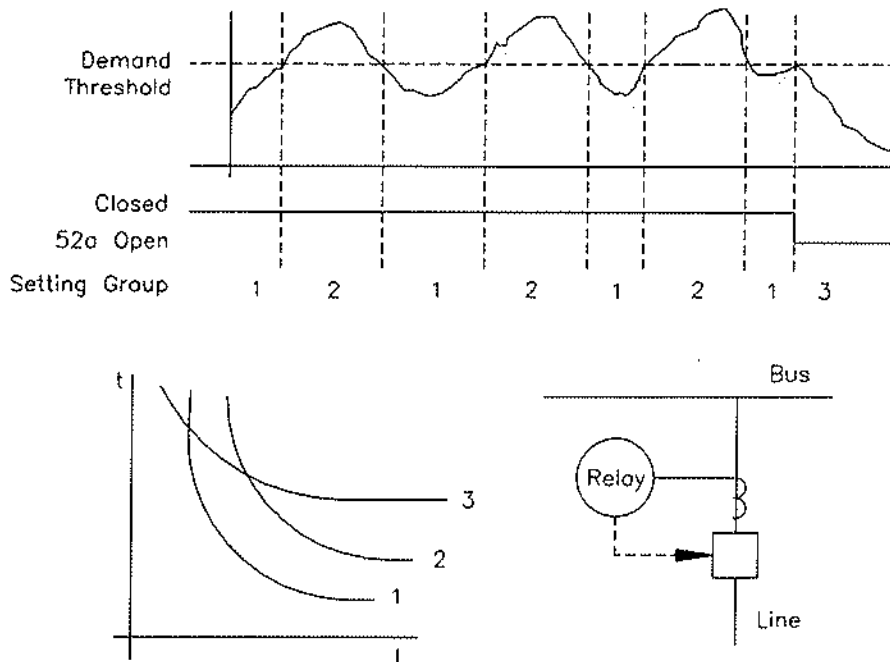 Demand
Threshold
Closed
52a Open
Setting Group 1 2 1 2 1 2 1 3
t
3
2
1
I
Bus
Relay
Line